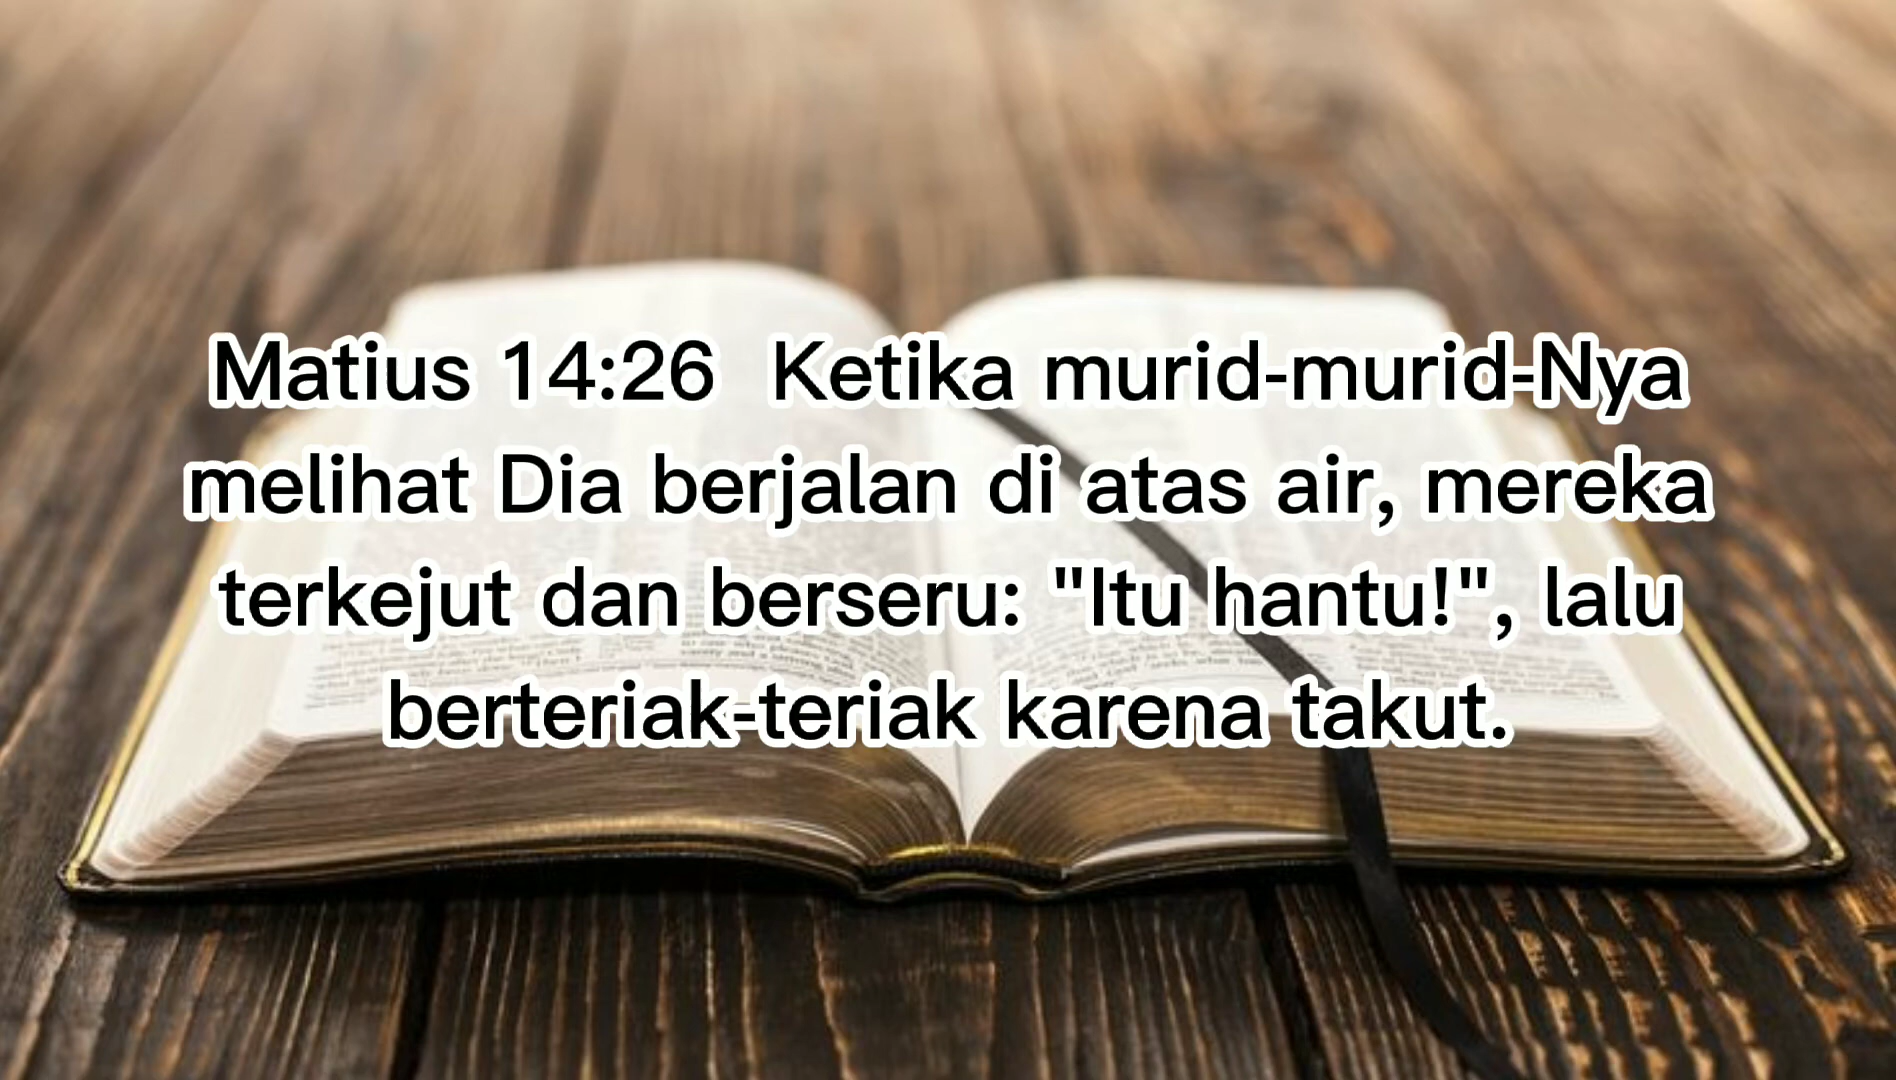 Matius 14:26  Ketika murid-murid-Nya
melihat Dia berjalan di atas air, mereka
terkejut dan berseru: "Itu hantu!", lalu
berteriak-teriak karena takut.